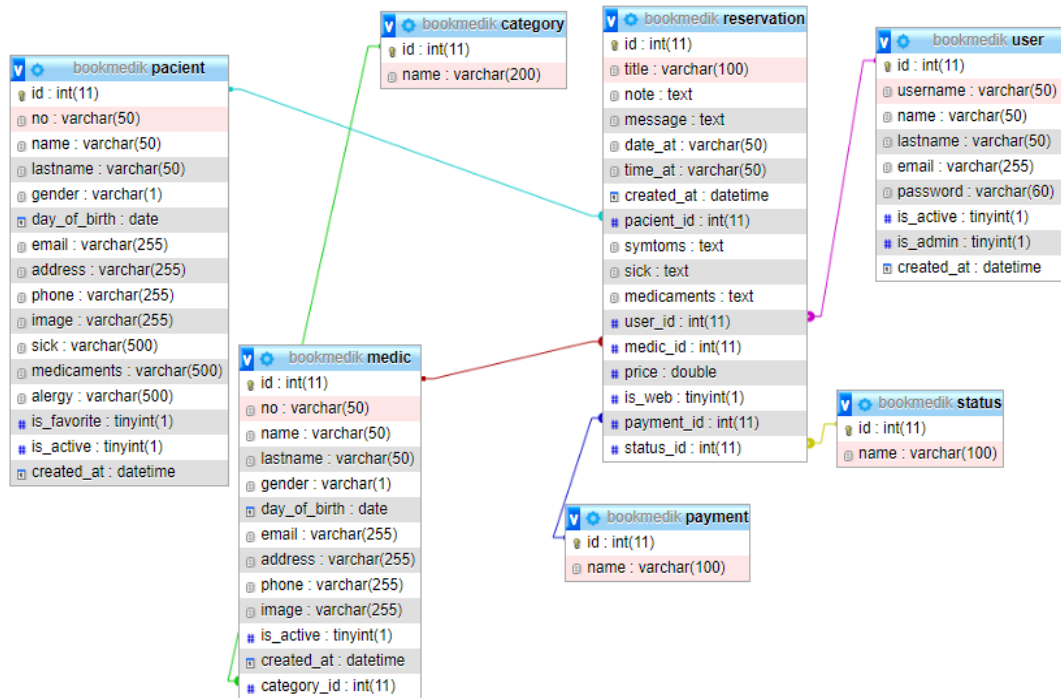 bookmedik pacient
id : int(11)
no : varchar(50)
name : varchar(50)
lastname : varchar(50)
gender : varchar(1)
day_of_birth : date
email : varchar(255)
address : varchar(255)
phone : varchar(255)
image : varchar(255)
sick : varchar(500)
medicaments : varchar(500)
alergy : varchar(500)
is_favorite : tinyint(1)
is_active : tinyint(1)
created_at : datetime
bookmedik category
id : int(11)
name : varchar(200)
bookmedik medic
id : int(11)
no : varchar(50)
name : varchar(50)
lastname : varchar(50)
gender : varchar(1)
day_of_birth : date
email : varchar(255)
address : varchar(255)
phone : varchar(255)
image : varchar(255)
is_active : tinyint(1)
created_at : datetime
category_id : int(11)
bookmedik reservation
id : int(11)
title : varchar(100)
note : text
message : text
date_at : varchar(50)
time_at : varchar(50)
created_at : datetime
pacient_id : int(11)
symtoms : text
sick : text
medicaments : text
user_id : int(11)
medic_id : int(11)
price : double
is_web : tinyint(1)
payment_id : int(11)
status_id : int(11)
bookmedik payment
id : int(11)
name : varchar(100)
bookmedik user
id : int(11)
username : varchar(50)
name : varchar(50)
lastname : varchar(50)
email : varchar(255)
password : varchar(60)
is_active : tinyint(1)
is_admin : tinyint(1)
created_at : datetime
bookmedik status
id : int(11)
name : varchar(100)